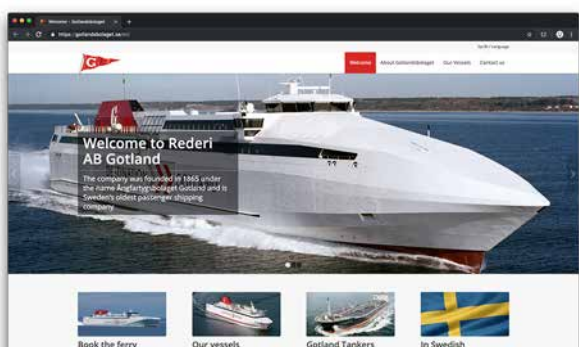 Welcome - Gotlandsbolaget
https://gotlandsbolaget.se/en/
Språk / Language
G
Welcome
About Gotlandsbolaget
Our Vessels
Contact us
Welcome to Rederi
AB Gotland
The company was founded in 1865 under
the name Ångfartygsbolaget Gotland and is
Sweden's oldest passenger shipping
company
Book the ferry
Our vessels
Gotland Tankers
In Swedish